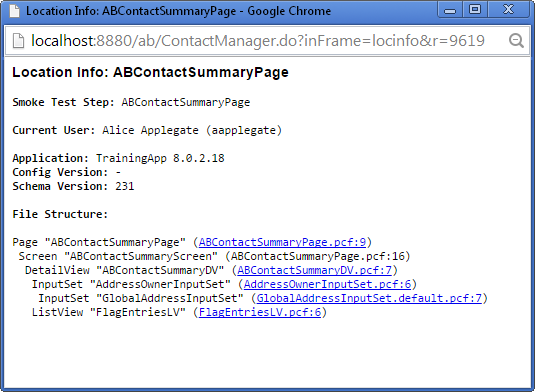 Location Info: ABContactSummaryPage - Google Chrome
localhost:8880/ab/ContactManager.do?inFrame=locinfo&r=9619
Location Info: ABContactSummaryPage
Smoke Test Step: ABContactSummaryPage
Current User: Alice Applegate (aapplegate)
Application: TrainingApp 8.0.2.18
Config Version: -
Schema Version: 231
File Structure:
Page "ABContactSummaryPage" (ABContactSummaryPage.pcf:9)
Screen "ABContactSummaryScreen" (ABContactSummaryPage.pcf:16)
DetailView "ABContactSummaryDV" (ABContactSummaryDV.pcf:7)
InputSet "AddressOwnerInputSet" (AddressOwnerInputSet.pcf:6)
InputSet "GlobalAddressInputSet" (GlobalAddressInputSet.default.pcf:7)
ListView "FlagEntriesLV" (FlagEntriesLV.pcf:6)